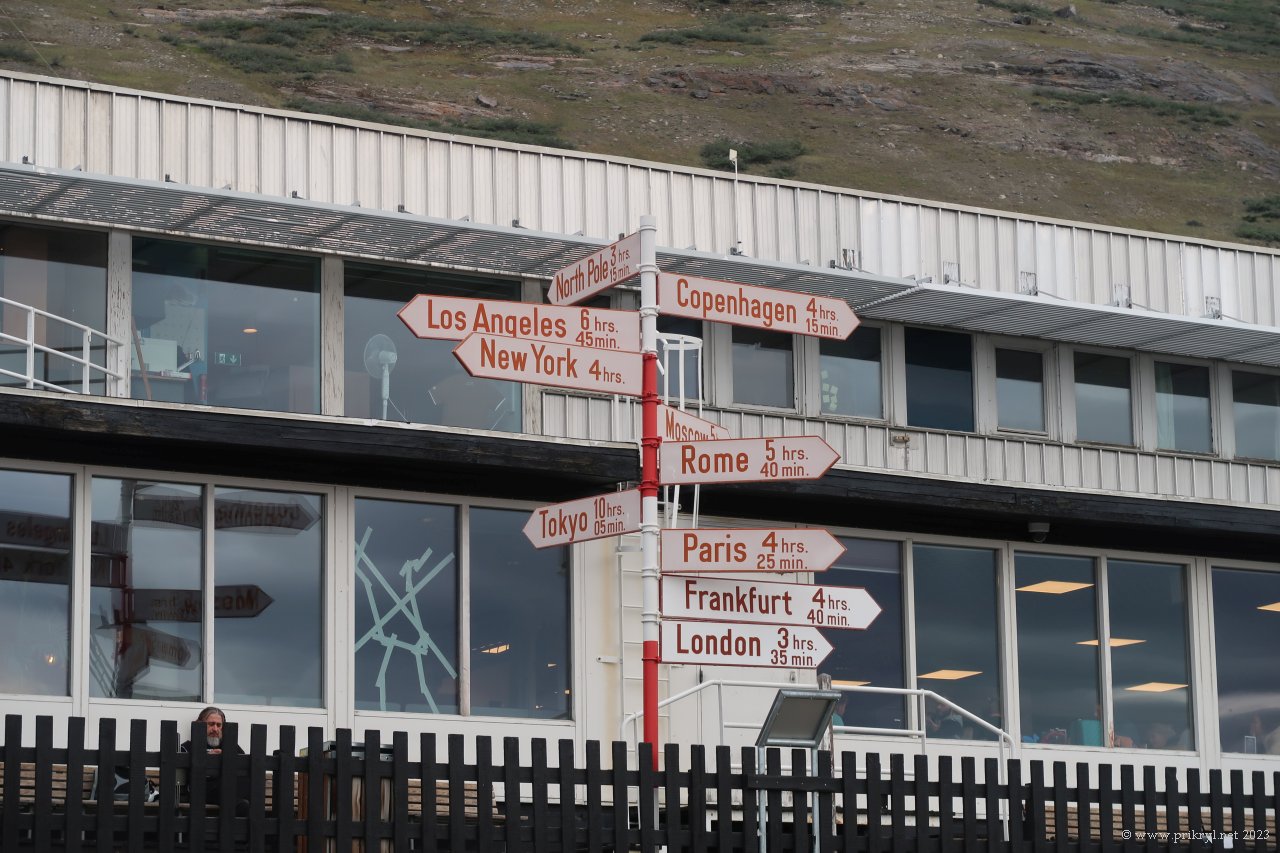 North Pole 3 hrs. 15 min.
Copenhagen 4 hrs. 15 min.
Los Angeles 6 hrs. 45 min.
New York 4 hrs.
Moscow 5
Rome 5 hrs. 40 min.
Tokyo 10 hrs. 05 min.
Paris 4 hrs. 25 min.
Frankfurt 4 hrs. 40 min.
London 3 hrs. 35 min.
© www.prikryl.net 2023